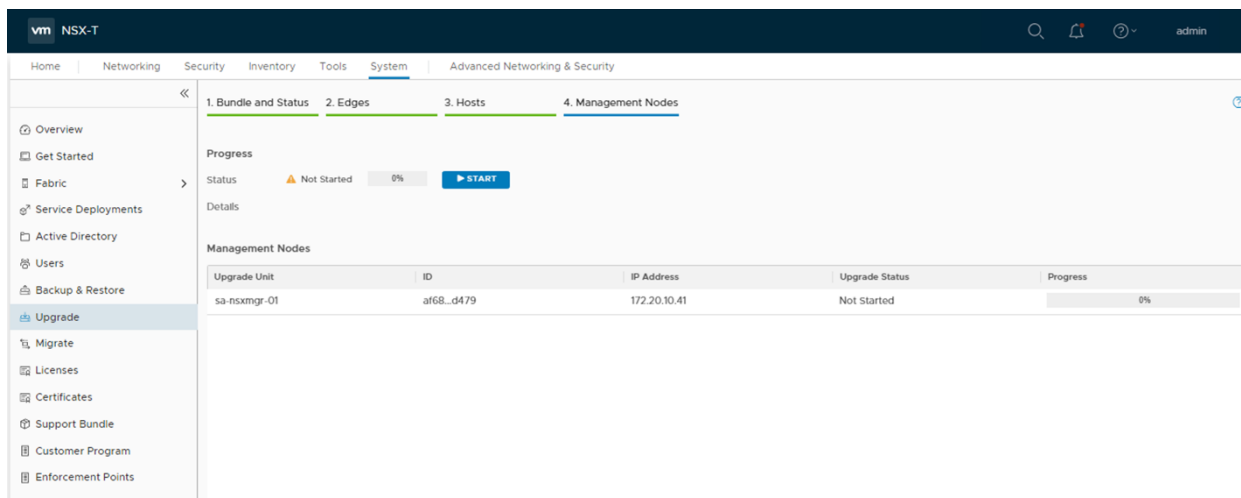 vm NSX-T admin
Home Networking Security Inventory Tools System Advanced Networking & Security
1. Bundle and Status 2. Edges 3. Hosts 4. Management Nodes
Overview
Get Started
Fabric
Service Deployments
Active Directory
Users
Backup & Restore
Upgrade
Migrate
Licenses
Certificates
Support Bundle
Customer Program
Enforcement Points
Progress
Status Not Started 0% START
Details
Management Nodes
Upgrade Unit ID IP Address Upgrade Status Progress
sa-nsxmgr-01 af68...d479 172.20.10.41 Not Started 0%